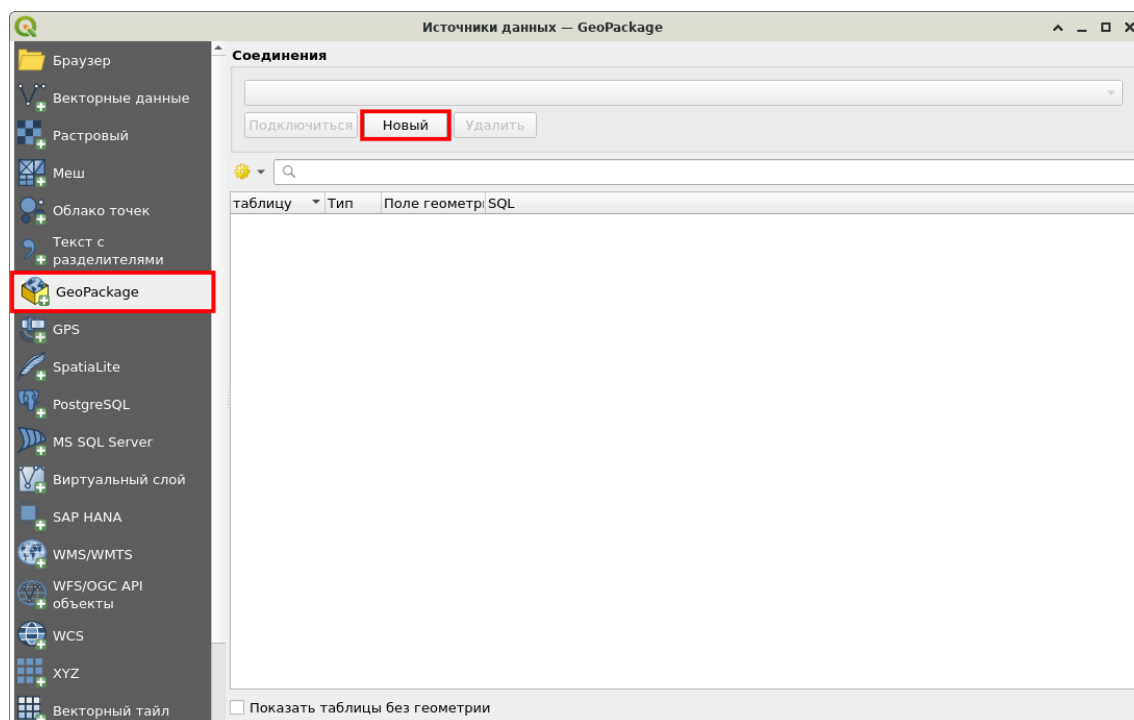 Источники данных — GeoPackage
Браузер
Векторные данные
Растровый
Меш
Облако точек
Текст с
разделителями
GeoPackage
GPS
SpatiaLite
PostgreSQL
MS SQL Server
Виртуальный слой
SAP HANA
WMS/WMTS
WFS/OGC API
объекты
WCS
XYZ
Векторный тайл
Соединения
Подключиться Новый Удалить
таблицу Тип Поле геометрı SQL
Показать таблицы без геометрии